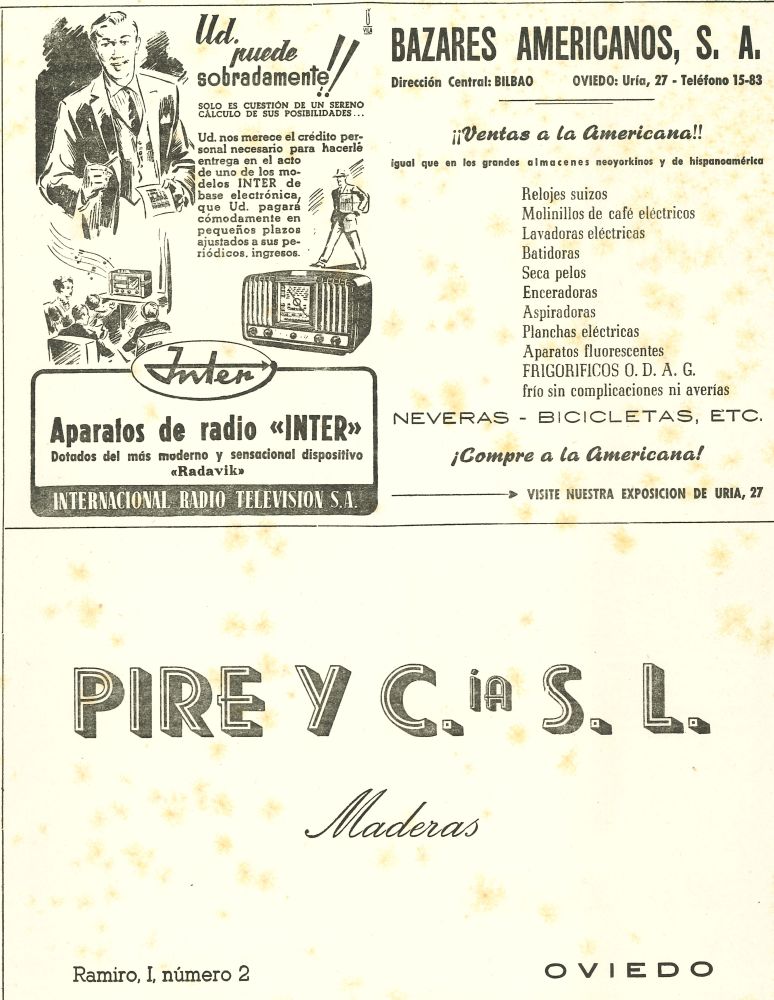 Ud.
puede
sobradamente!!
SOLO ES CUESTIÓN DE UN SERENO
CÁLCULO DE SUS POSIBILIDADES...
Ud. nos merece el crédito per-
sonal necesario para hacerle
entrega en el acto
de uno de los mo-
delos INTER de
base electrónica,
que Ud. pagará
cómodamente en
pequeños plazos
ajustados a sus pe-
riódicos. ingresos.
Inter
Aparatos de radio «INTER»
Dotados del más moderno y sensacional dispositivo
«Radavik»
INTERNACIONAL RADIO TELEVISION S.A.
BAZARES AMERICANOS, S. A.
Dirección Central: BILBAO OVIEDO: Uría, 27 - Teléfono 15-83
¡¡Ventas a la Americana!!
igual que en los grandes almacenes neoyorkinos y de hispanoamérica
Relojes suizos
Molinillos de café eléctricos
Lavadoras eléctricas
Batidoras
Seca pelos
Enceradoras
Aspiradoras
Planchas eléctricas
Aparatos fluorescentes
FRIGORIFICOS O. D. A. G.
frío sin complicaciones ni averías
NEVERAS - BICICLETAS, ETC.
¡Compre a la Americana!
VISITE NUESTRA EXPOSICION DE URIA, 27
PIRE Y C.ÍA S. L.
Maderas
Ramiro, I, número 2
OVIEDO